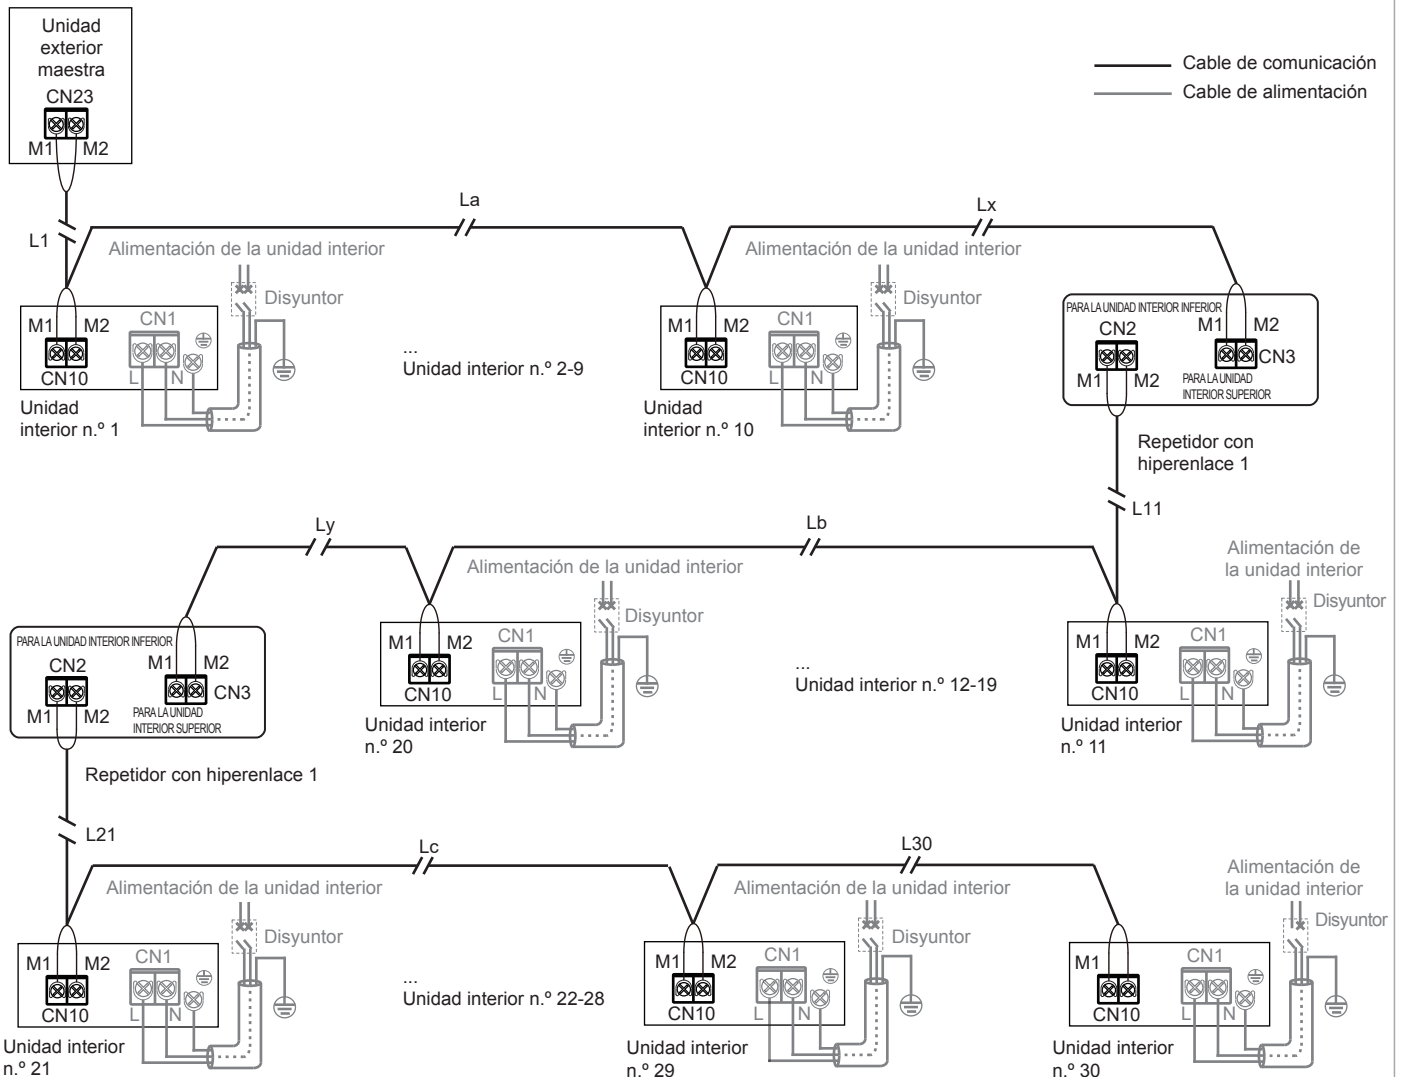 Unidad
exterior
maestra
CN23
M1 M2
Cable de comunicación
Cable de alimentación
L1
La
Lx
Alimentación de la unidad interior
Disyuntor
M1 M2
CN1
CN10
L N
Unidad
interior n.º 1
...
Unidad interior n.º 2-9
Alimentación de la unidad interior
Disyuntor
M1 M2
CN1
CN10
L N
Unidad
interior n.º 10
PARA LA UNIDAD INTERIOR INFERIOR
CN2
M1 M2
M1 M2
CN3
PARA LA UNIDAD
INTERIOR SUPERIOR
Repetidor con
hiperenlace 1
L11
Ly
Lb
PARA LA UNIDAD INTERIOR INFERIOR
CN2
M1 M2
M1 M2
CN3
PARA LA UNIDAD
INTERIOR SUPERIOR
Repetidor con hiperenlace 1
Alimentación de la unidad interior
Disyuntor
M1 M2
CN1
CN10
L N
Unidad interior
n.º 20
...
Unidad interior n.º 12-19
Alimentación de
la unidad interior
Disyuntor
M1 M2
CN1
CN10
L N
Unidad interior
n.º 11
L21
Lc
L30
Alimentación de la unidad interior
Disyuntor
M1 M2
CN1
CN10
L N
Unidad interior
n.º 21
...
Unidad interior n.º 22-28
Alimentación de la unidad interior
Disyuntor
M1 M2
CN1
CN10
L N
Unidad interior
n.º 29
Alimentación de
la unidad interior
Disyuntor
M1
CN1
CN10
L N
Unidad interior
n.º 30